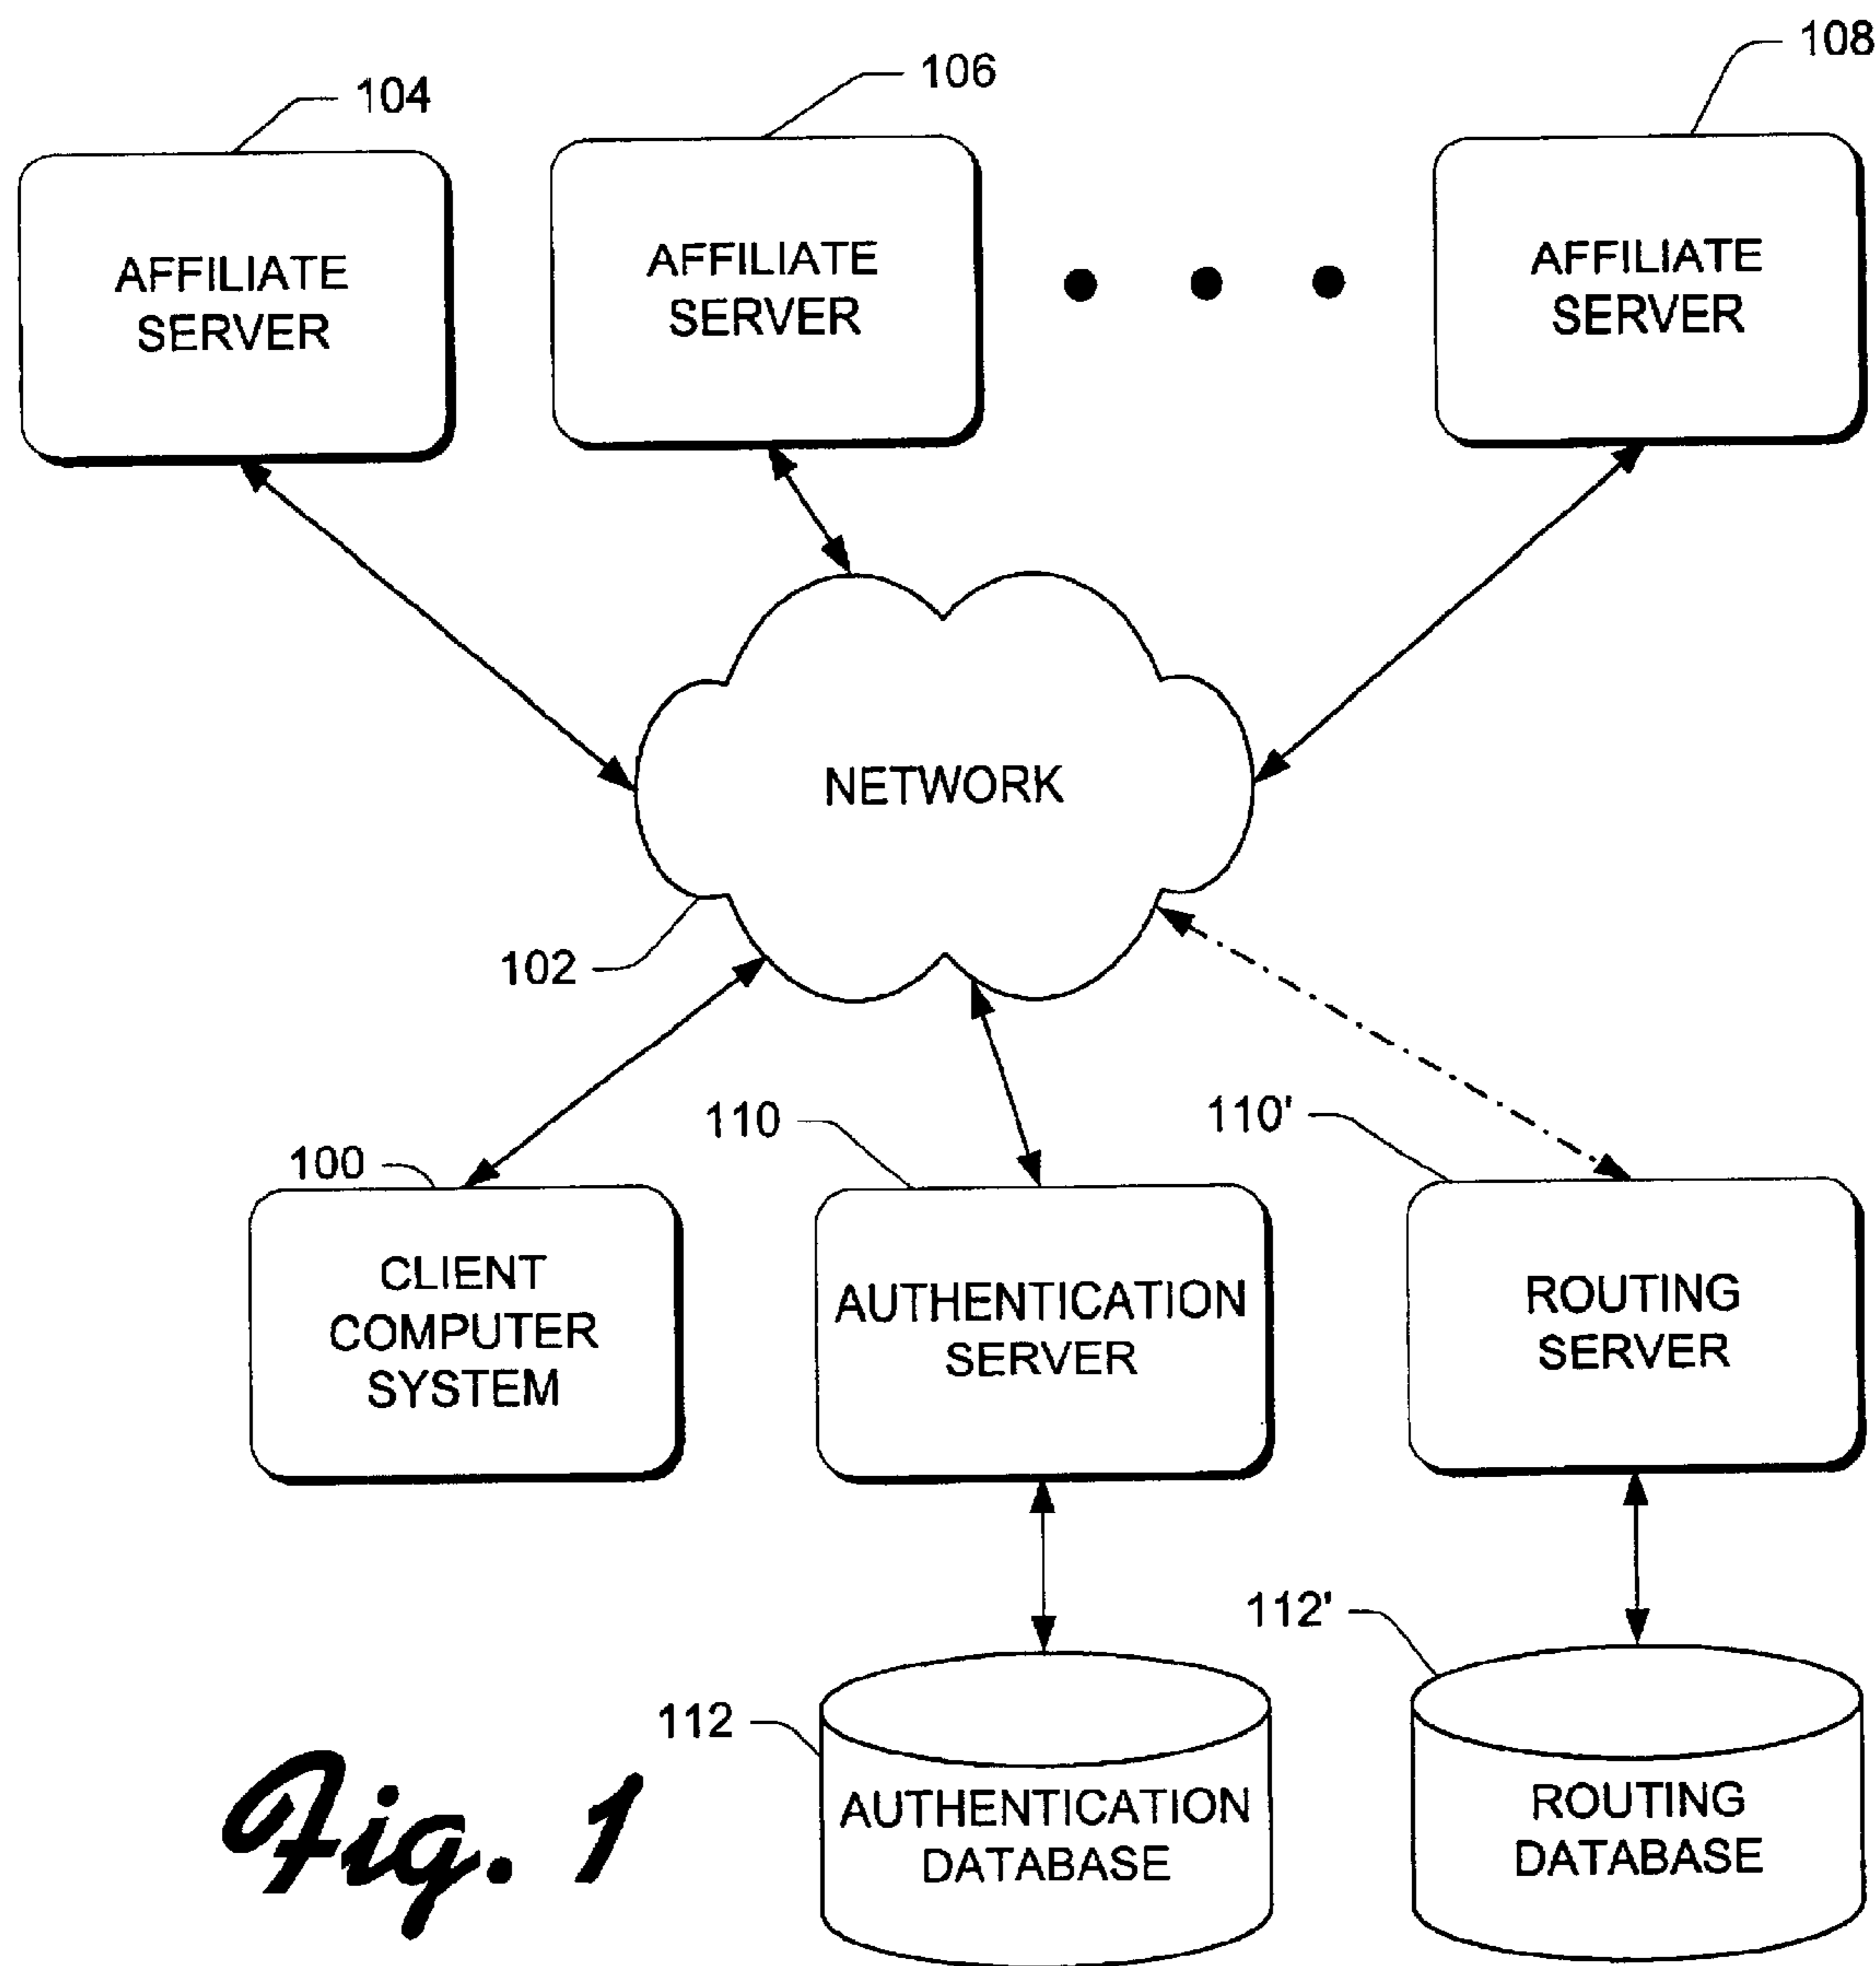 108
106
104
AFFILIATE
SERVER
AFFILIATE
SERVER
AFFILIATE
SERVER
NETWORK
102
110
110'
100
CLIENT
COMPUTER
SYSTEM
AUTHENTICATION
SERVER
ROUTING
SERVER
112'
112
AUTHENTICATION
DATABASE
ROUTING
DATABASE
Fig. 1